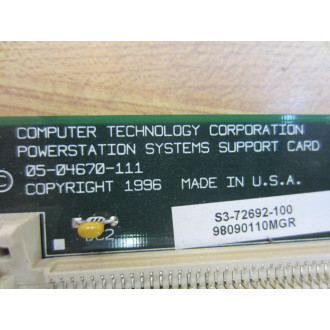 COMPUTER TECHNOLOGY CORPORATION
POWERSTATION SYSTEMS SUPPORT CARD
© 05-04670-111
COPYRIGHT 1996 MADE IN U.S.A.
S3-72692-100
98090110MGR